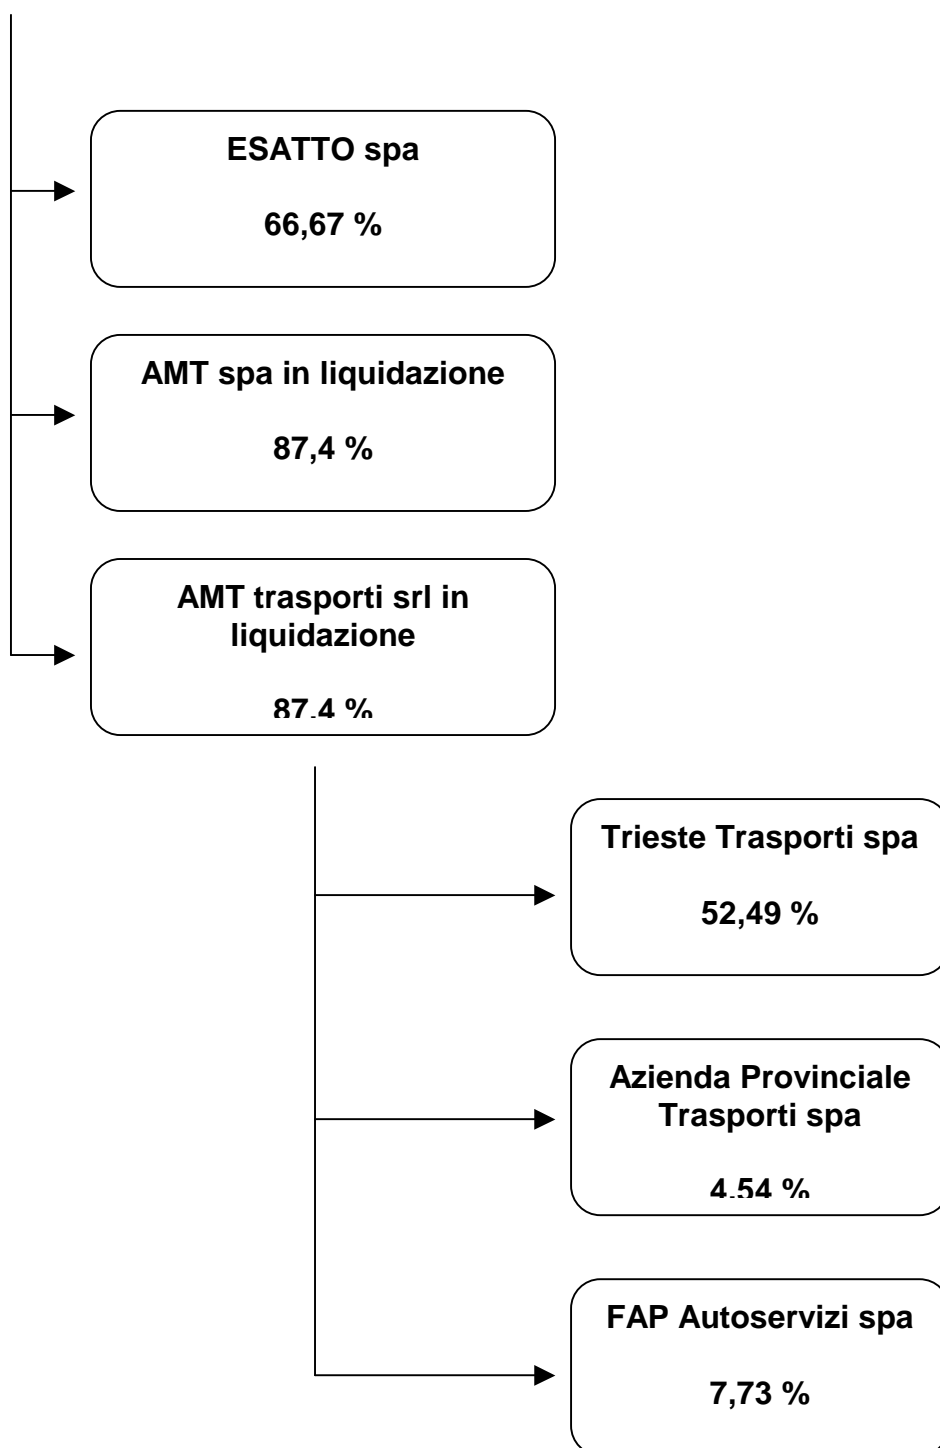 ESATTO spa
66,67 %
AMT spa in liquidazione
87,4 %
AMT trasporti srl in
liquidazione
87,4 %
Trieste Trasporti spa
52,49 %
Azienda Provinciale
Trasporti spa
4,54 %
FAP Autoservizi spa
7,73 %